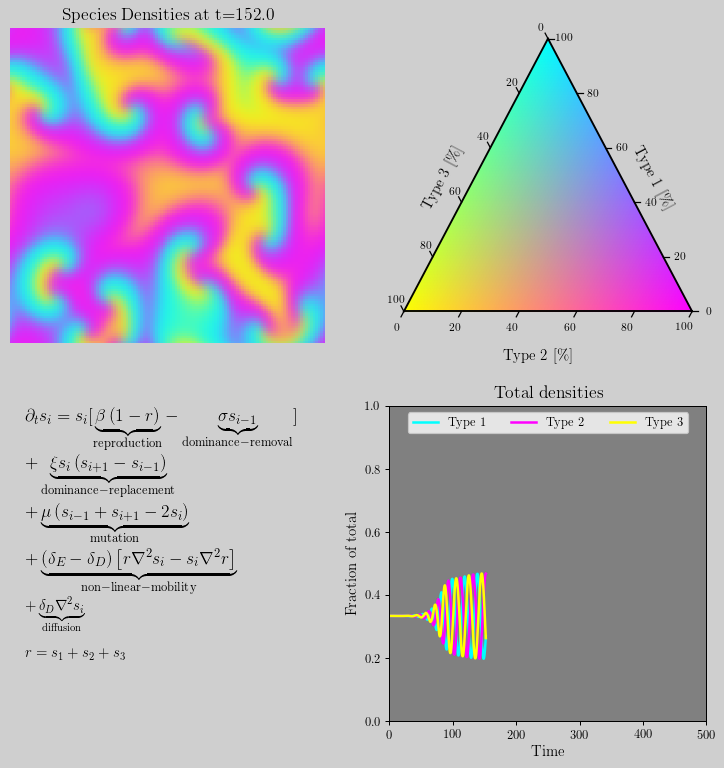 Species Densities at t=152.0
0
100
20
80
40
60
60
40
80
20
100
0
0 20 40 60 80 100
Type 3 [%]
Type 1 [%]
Type 2 [%]
∂ₜsᵢ = sᵢ[β (1 − r) − σsᵢ₋₁ ]
reproduction dominance−removal
+ ξsᵢ (sᵢ₊₁ − sᵢ₋₁)
dominance−replacement
+ μ (sᵢ₋₁ + sᵢ₊₁ − 2sᵢ)
mutation
+ (δ_E − δ_D) [r∇²sᵢ − sᵢ∇²r]
non−linear−mobility
+ δ_D∇²sᵢ
diffusion
r = s₁ + s₂ + s₃
Total densities
Type 1 Type 2 Type 3
1.0
0.8
0.6
0.4
0.2
0.0
Fraction of total
0 100 200 300 400 500
Time